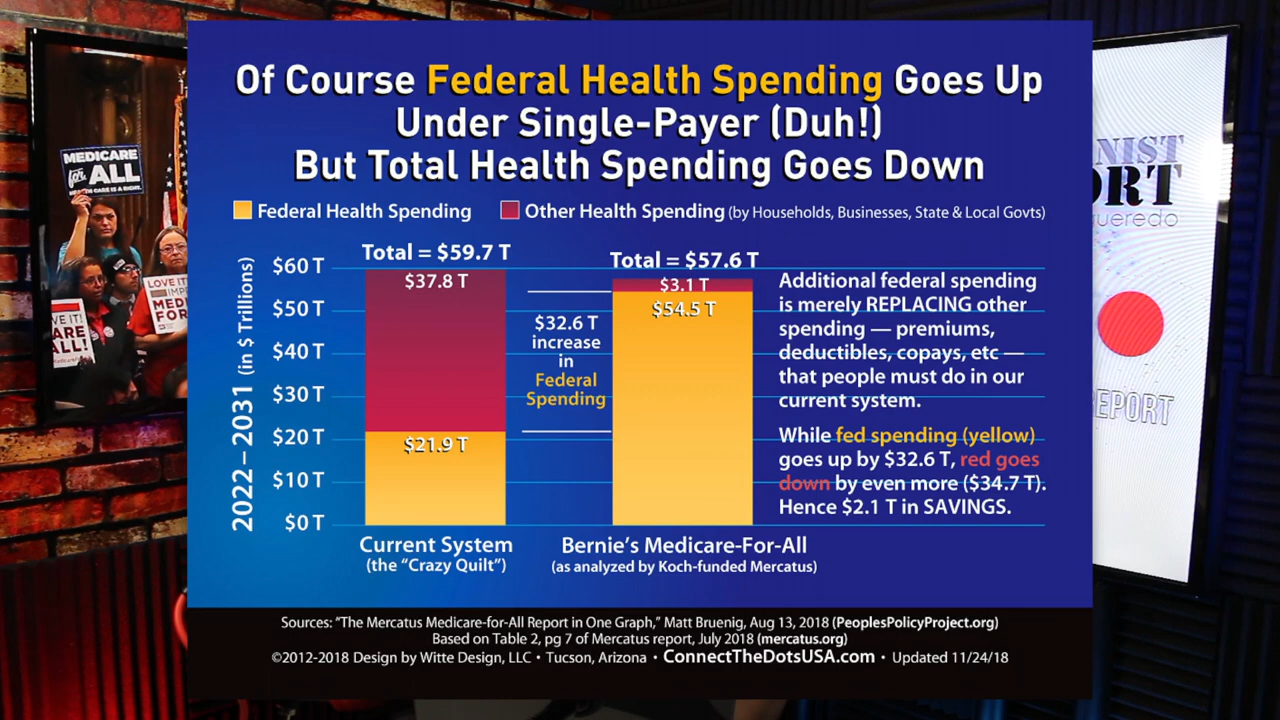 Of Course Federal Health Spending Goes Up
Under Single-Payer (Duh!)
But Total Health Spending Goes Down
Federal Health Spending
Other Health Spending (by Households, Businesses, State & Local Govts)
2022–2031 (in $ Trillions)
$60 T
$50 T
$40 T
$30 T
$20 T
$10 T
$0 T
Total = $59.7 T
$37.8 T
$21.9 T
$32.6 T
increase
in
Federal
Spending
Total = $57.6 T
$3.1 T
$54.5 T
Current System
(the “Crazy Quilt”)
Bernie’s Medicare-For-All
(as analyzed by Koch-funded Mercatus)
Additional federal spending
is merely REPLACING other
spending — premiums,
deductibles, copays, etc —
that people must do in our
current system.
While fed spending (yellow)
goes up by $32.6 T, red goes
down by even more ($34.7 T).
Hence $2.1 T in SAVINGS.
Sources: “The Mercatus Medicare-for-All Report in One Graph,” Matt Bruenig, Aug 13, 2018 (PeoplesPolicyProject.org)
Based on Table 2, pg 7 of Mercatus report, July 2018 (mercatus.org)
©2012-2018 Design by Witte Design, LLC • Tucson, Arizona • ConnectTheDotsUSA.com • Updated 11/24/18
MEDICARE
for ALL
HEALTH CARE IS A RIGHT.
LOVE IT!